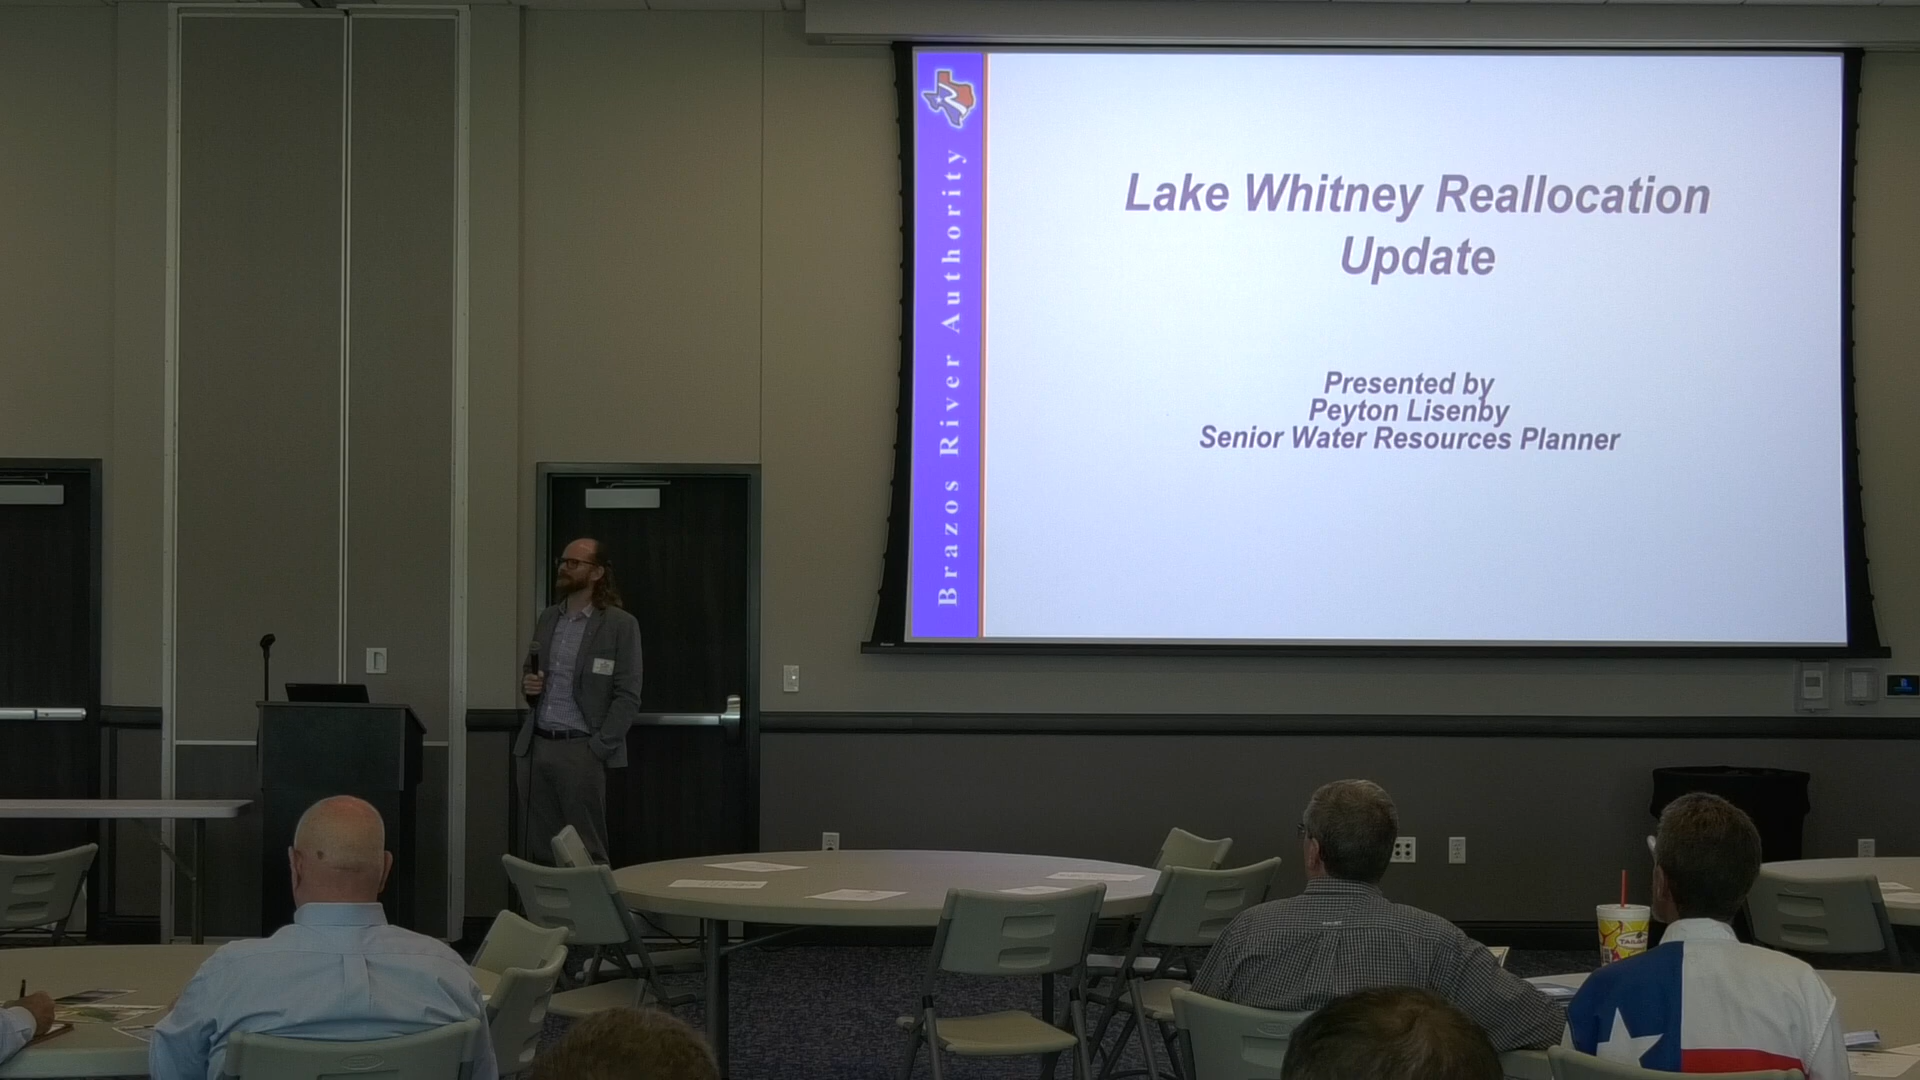 Brazos River Authority
Lake Whitney Reallocation
Update
Presented by
Peyton Lisenby
Senior Water Resources Planner